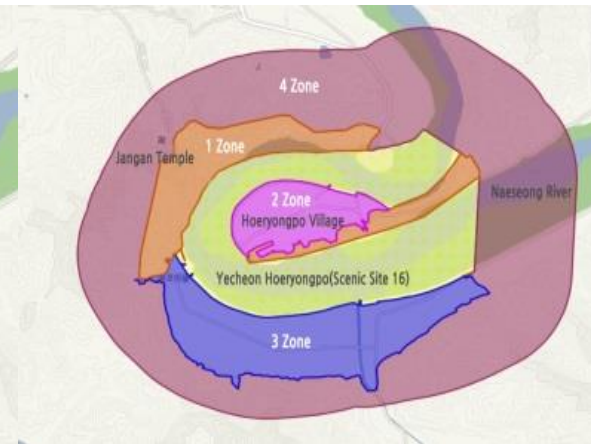 4 Zone
1 Zone
Jangan Temple
2 Zone
Hoeryongpo Village
Naeseong River
Yecheon Hoeryongpo(Scenic Site 16)
3 Zone